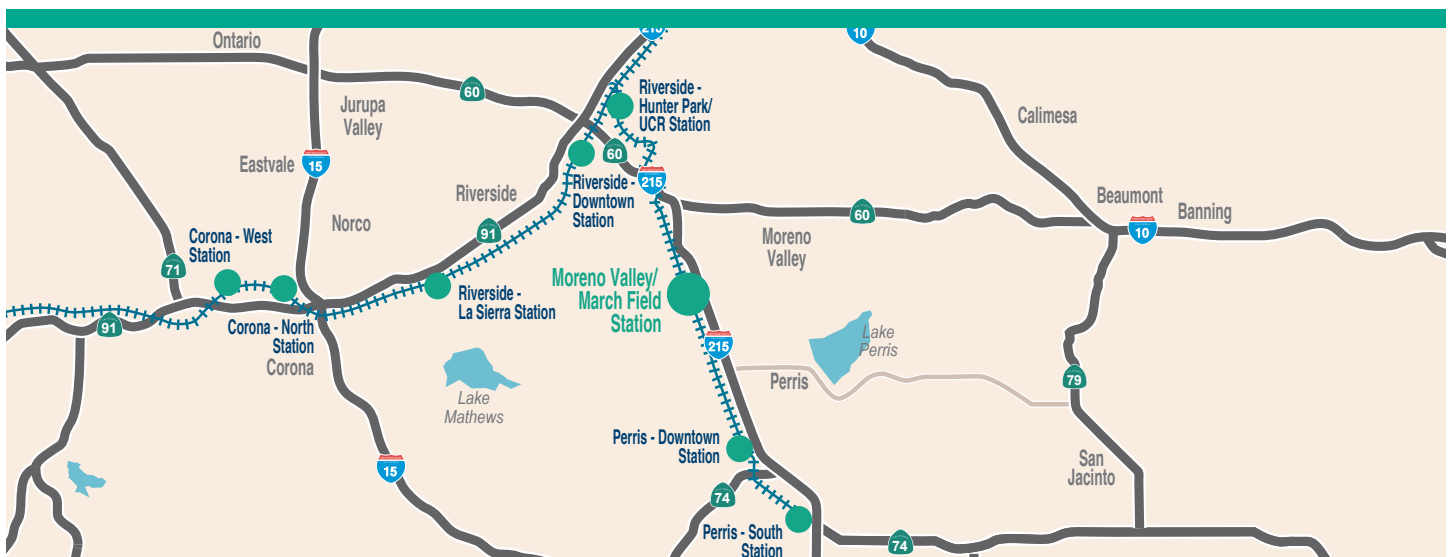 Ontario
215
10
60
Riverside -
Hunter Park/
UCR Station
Jurupa
Valley
Calimesa
15
Eastvale
60
215
Riverside
Riverside -
Downtown
Station
Beaumont
60
Banning
10
Norco
91
Corona - West
Station
Moreno
Valley
71
Moreno Valley/
March Field
Station
Riverside -
La Sierra Station
91
Corona - North
Station
Corona
215
Lake
Perris
Perris
79
Lake
Mathews
Perris - Downtown
Station
15
San
Jacinto
74
Perris - South
Station
74